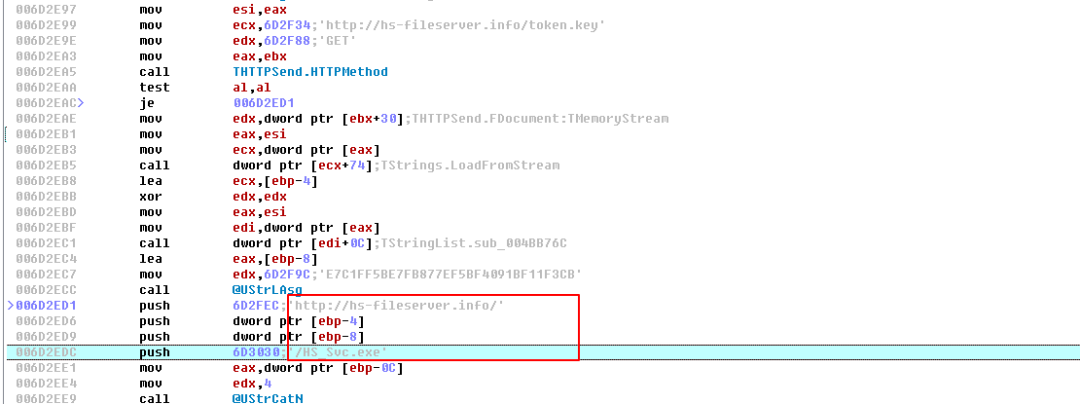 006D2E97 mov esi,eax
006D2E99 mov ecx,6D2F34;'http://hs-fileserver.info/token.key'
006D2E9E mov edx,6D2F88;'GET'
006D2EA3 mov eax,ebx
006D2EA5 call THTTPSend.HTTPMethod
006D2EAA test al,al
006D2EAC> je 006D2ED1
006D2EAE mov edx,dword ptr [ebx+30];THTTPSend.FDocument:TMemoryStream
006D2EB1 mov eax,esi
006D2EB3 mov ecx,dword ptr [eax]
006D2EB5 call dword ptr [ecx+74];TStrings.LoadFromStream
006D2EB8 lea ecx,[ebp-4]
006D2EBB xor edx,edx
006D2EBD mov eax,esi
006D2EBF mov edi,dword ptr [eax]
006D2EC1 call dword ptr [edi+0C];TStringList.sub_004BB76C
006D2EC4 lea eax,[ebp-8]
006D2EC7 mov edx,6D2F9C;'E7C1FF5BE7FB877EF5BF4091BF11F3CB'
006D2ECC call @UStrLAsg
>006D2ED1 push 6D2FEC;'http://hs-fileserver.info/'
006D2ED6 push dword ptr [ebp-4]
006D2ED9 push dword ptr [ebp-8]
006D2EDC push 6D3030;'/HS_Svc.exe'
006D2EE1 mov eax,dword ptr [ebp-0C]
006D2EE4 mov edx,4
006D2EE9 call @UStrCatN